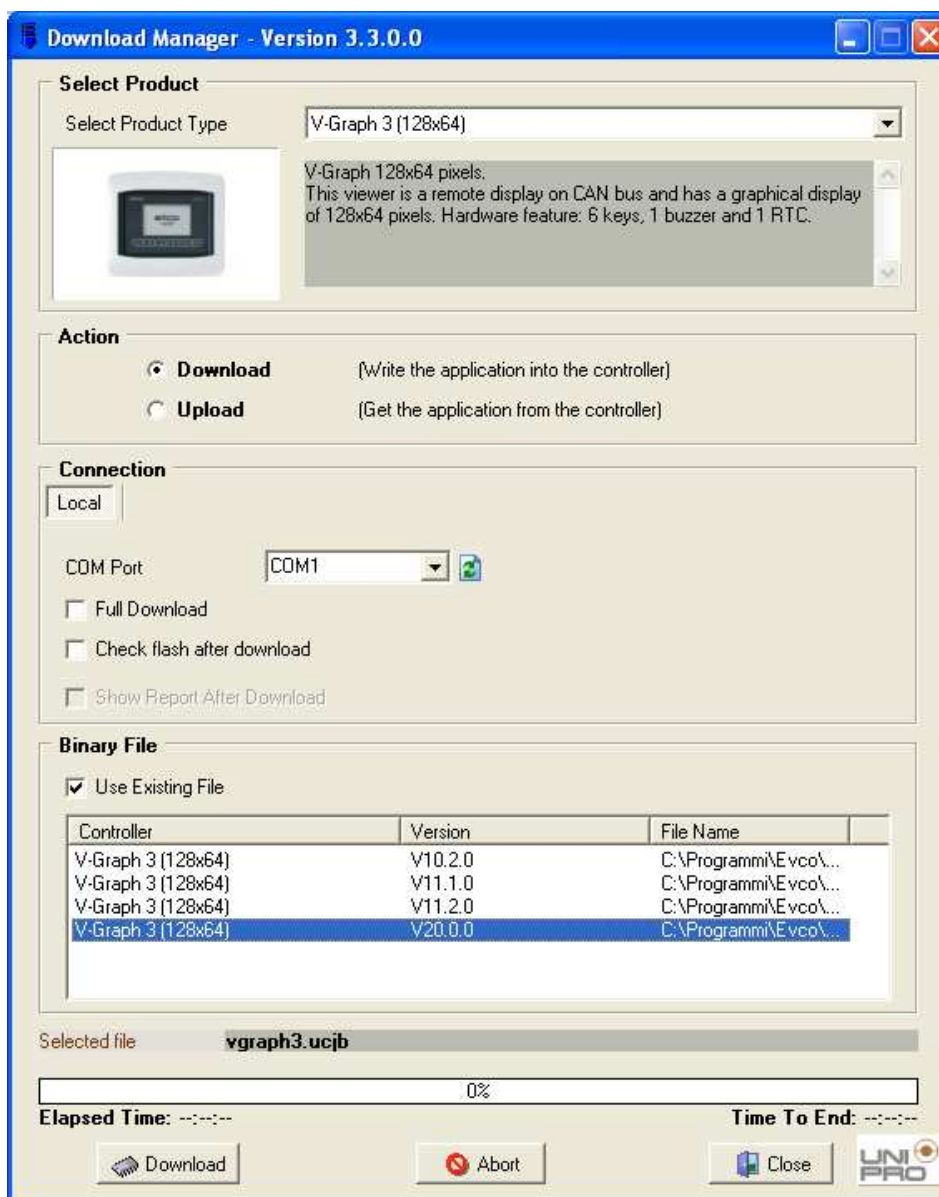 Download Manager - Version 3.3.0.0
Select Product
Select Product Type
V-Graph 3 (128x64)
V-Graph 128x64 pixels.
This viewer is a remote display on CAN bus and has a graphical display
of 128x64 pixels. Hardware feature: 6 keys, 1 buzzer and 1 RTC.
Action
Download (Write the application into the controller)
Upload (Get the application from the controller)
Connection
Local
COM Port COM1
Full Download
Check flash after download
Show Report After Download
Binary File
Use Existing File
Controller Version File Name
V-Graph 3 (128x64) V10.2.0 C:\Programmi\Evco\...
V-Graph 3 (128x64) V11.1.0 C:\Programmi\Evco\...
V-Graph 3 (128x64) V11.2.0 C:\Programmi\Evco\...
V-Graph 3 (128x64) V20.0.0 C:\Programmi\Evco\...
Selected file vgraph3.ucjb
0%
Elapsed Time: --:--:-- Time To End: --:--:--
Download Abort Close
UNI
PRO